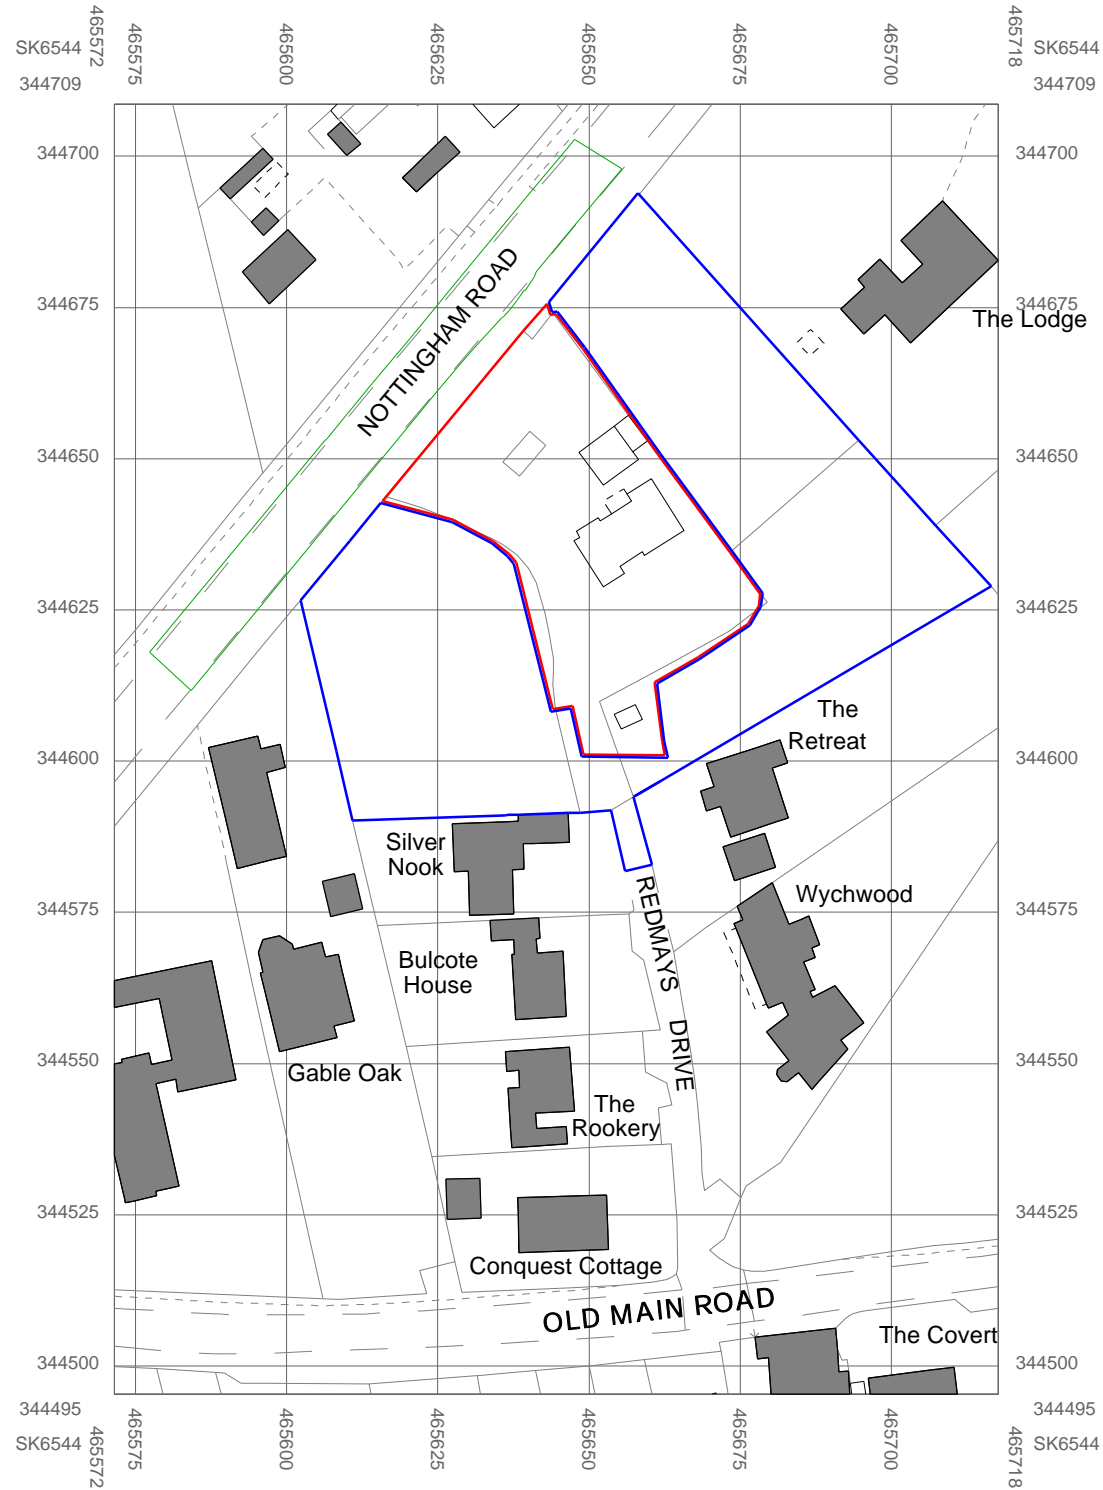 465572
465575
465600
465625
465650
465675
465700
465718
SK6544
SK6544
344709
344709
344700
344700
344675
344675
The Lodge
NOTTINGHAM ROAD
344650
344650
344625
344625
The
Retreat
344600
344600
Silver
Nook
REDMAYS DRIVE
Wychwood
344575
344575
Bulcote
House
344550
344550
Gable Oak
The
Rookery
344525
344525
Conquest Cottage
OLD MAIN ROAD
The Covert
344500
344500
344495
344495
SK6544
SK6544
465572
465575
465600
465625
465650
465675
465700
465718